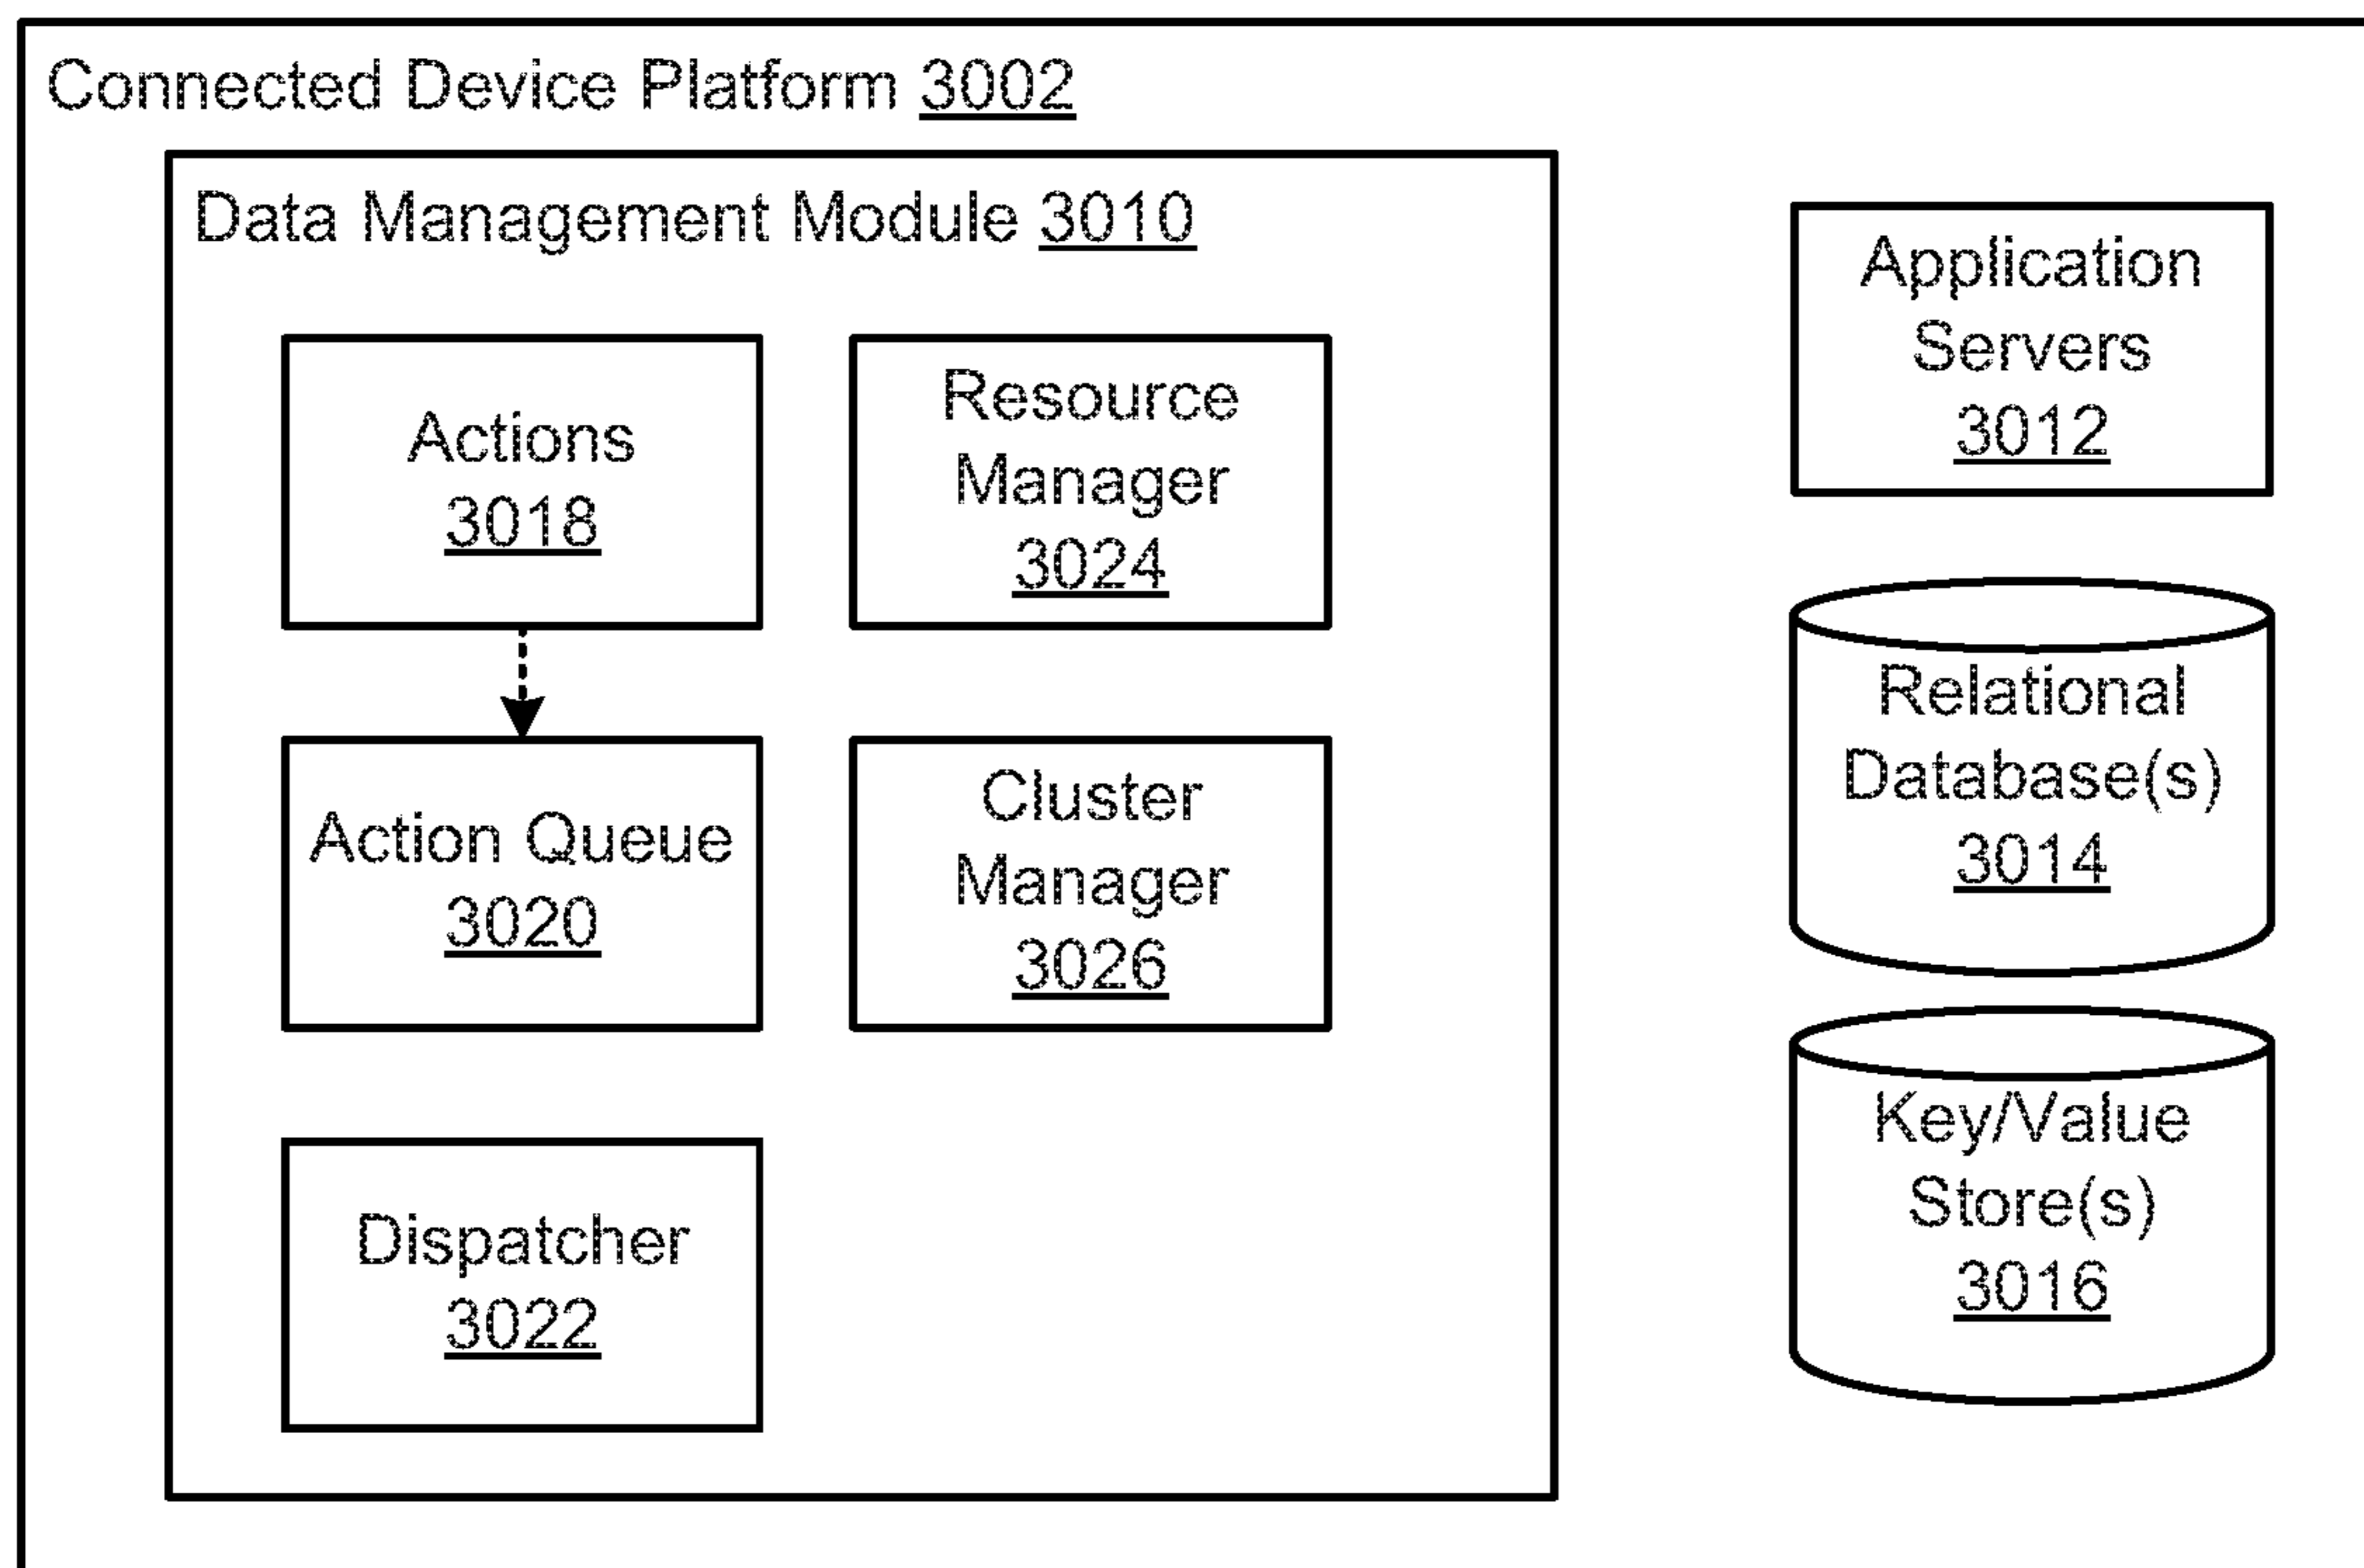 Connected Device Platform 3002
Data Management Module 3010
Actions
3018
Resource
Manager
3024
Action Queue
3020
Cluster
Manager
3026
Dispatcher
3022
Application
Servers
3012
Relational
Database(s)
3014
Key/Value
Store(s)
3016